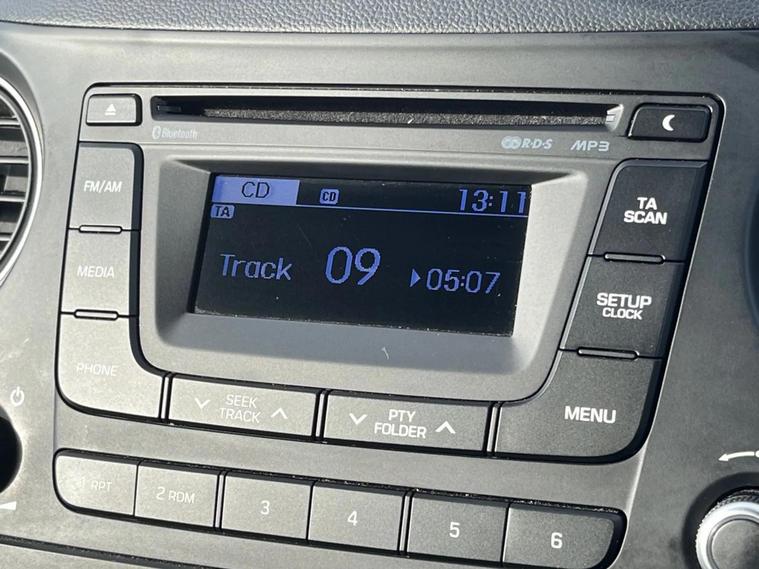 Bluetooth
R·D·S MP3
FM/AM
MEDIA
PHONE
CD CD 13:11
TA
Track 09 05:07
TA
SCAN
SETUP
CLOCK
SEEK
TRACK
PTY
FOLDER
MENU
1 RPT 2 RDM 3 4 5 6